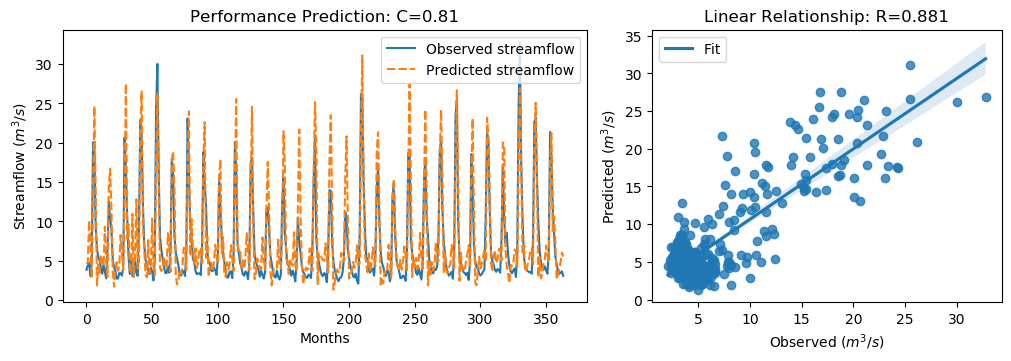 Performance Prediction: C=0.81
Observed streamflow
Predicted streamflow
Streamflow (m³/s)
30
25
20
15
10
5
0
0 50 100 150 200 250 300 350
Months
Linear Relationship: R=0.881
Fit
Predicted (m³/s)
35
30
25
20
15
10
5
0
5 10 15 20 25 30
Observed (m³/s)